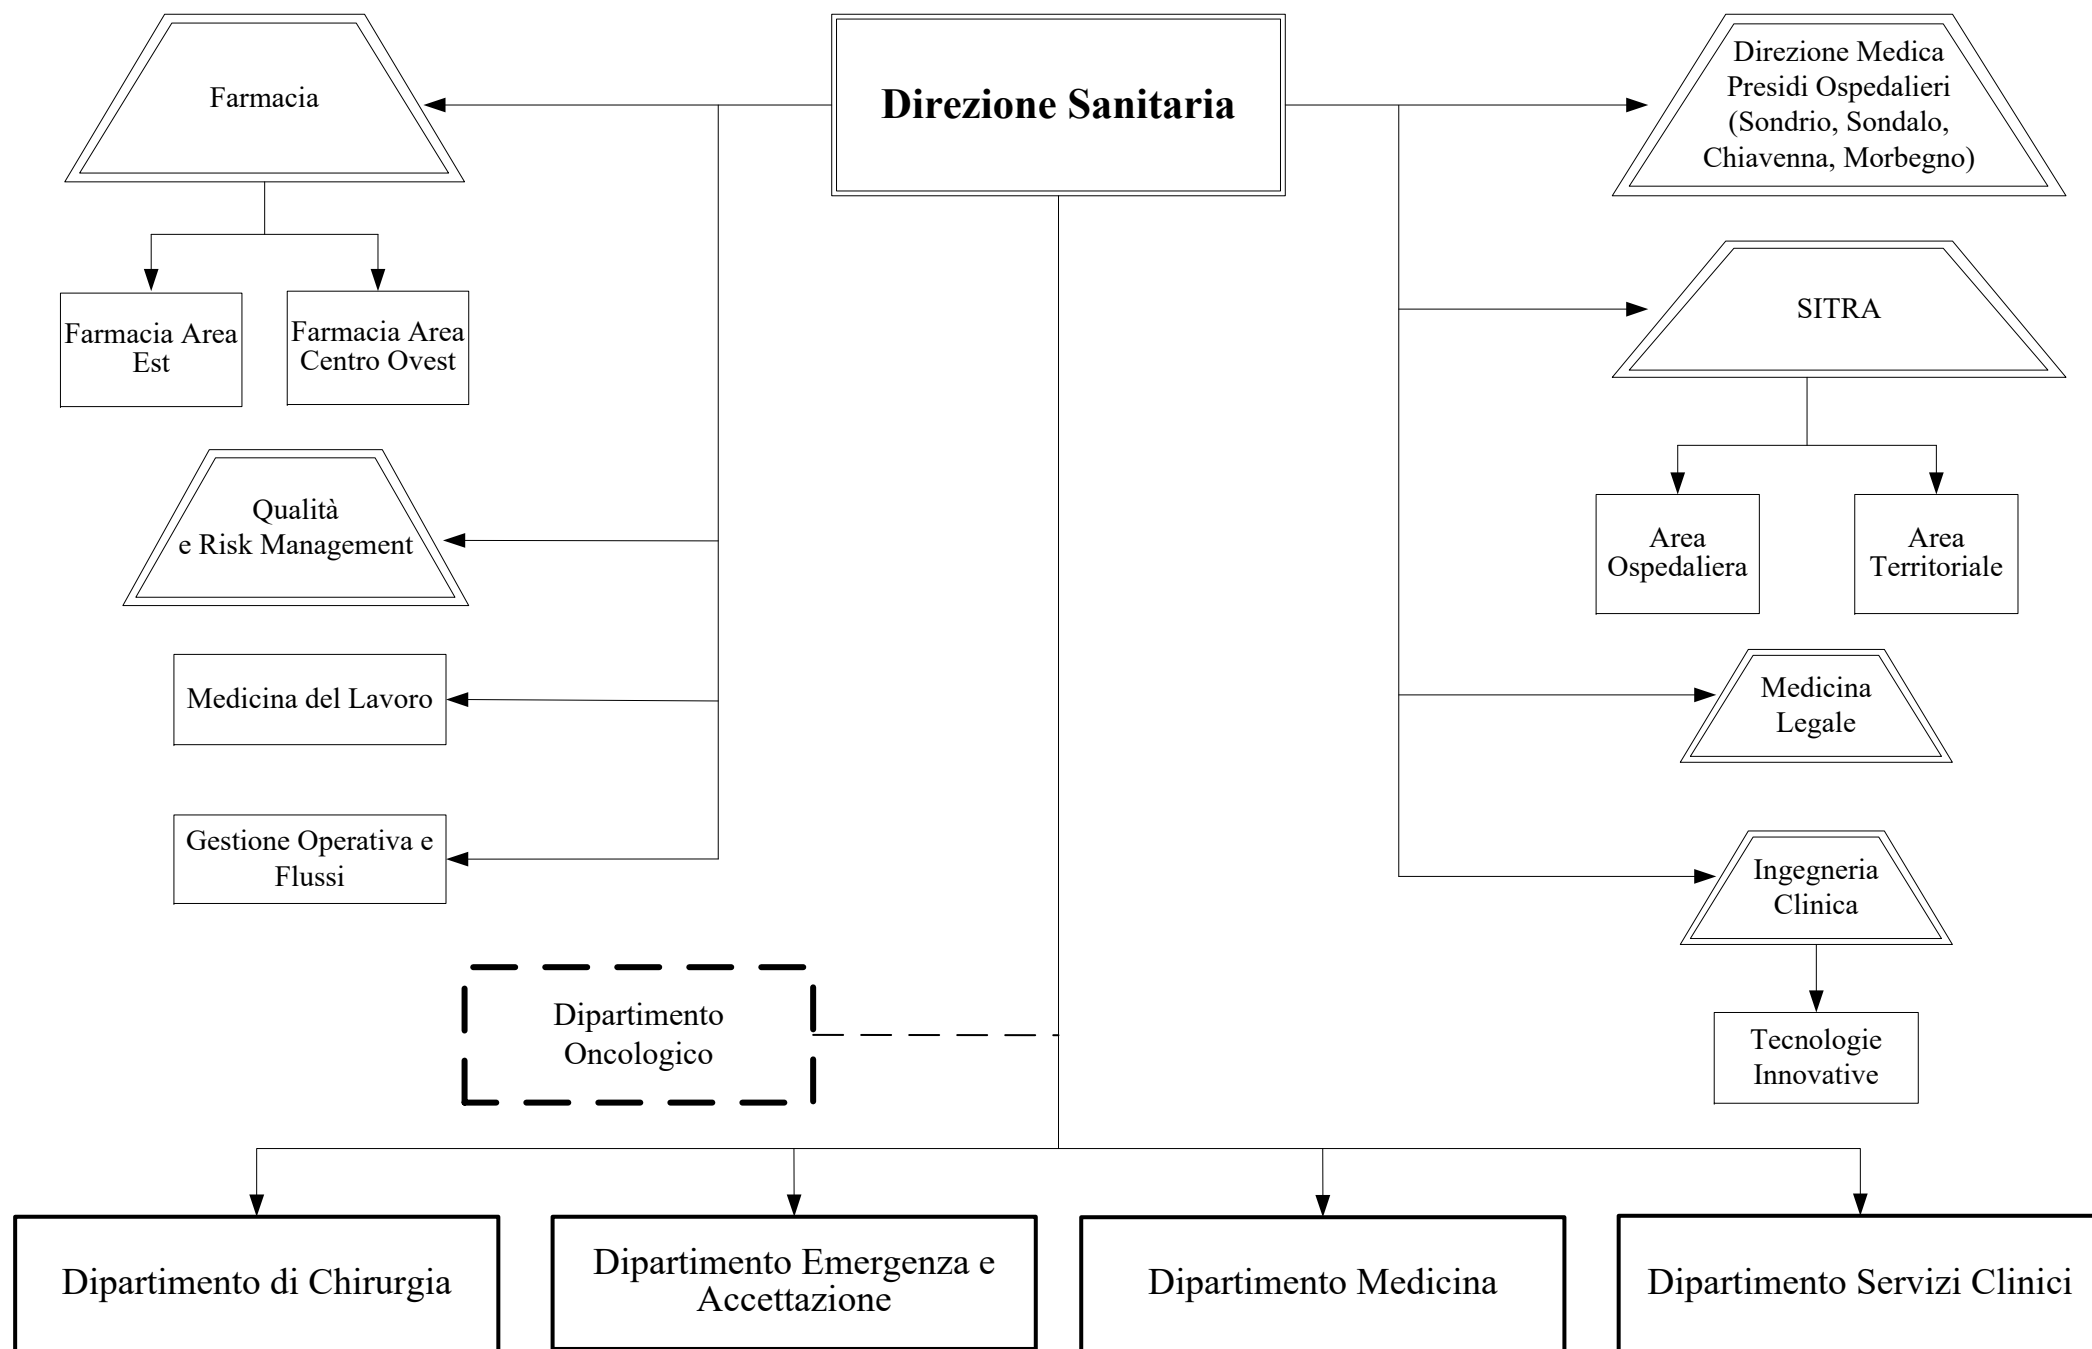 Farmacia
Direzione Sanitaria
Direzione Medica
Presidi Ospedalieri
(Sondrio, Sondalo,
Chiavenna, Morbegno)
Farmacia Area
Est
Farmacia Area
Centro Ovest
SITRA
Qualità
e Risk Management
Area
Ospedaliera
Area
Territoriale
Medicina del Lavoro
Medicina
Legale
Gestione Operativa e
Flussi
Ingegneria
Clinica
Dipartimento
Oncologico
Tecnologie
Innovative
Dipartimento di Chirurgia
Dipartimento Emergenza e
Accettazione
Dipartimento Medicina
Dipartimento Servizi Clinici